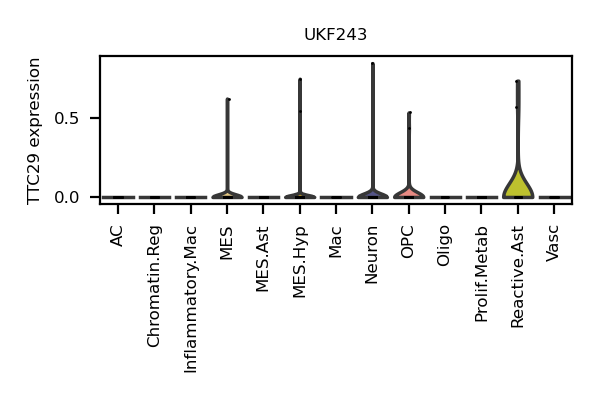 UKF243
TTC29 expression
0.5
0.0
AC
Chromatin.Reg
Inflammatory.Mac
MES
MES.Ast
MES.Hyp
Mac
Neuron
OPC
Oligo
Prolif.Metab
Reactive.Ast
Vasc